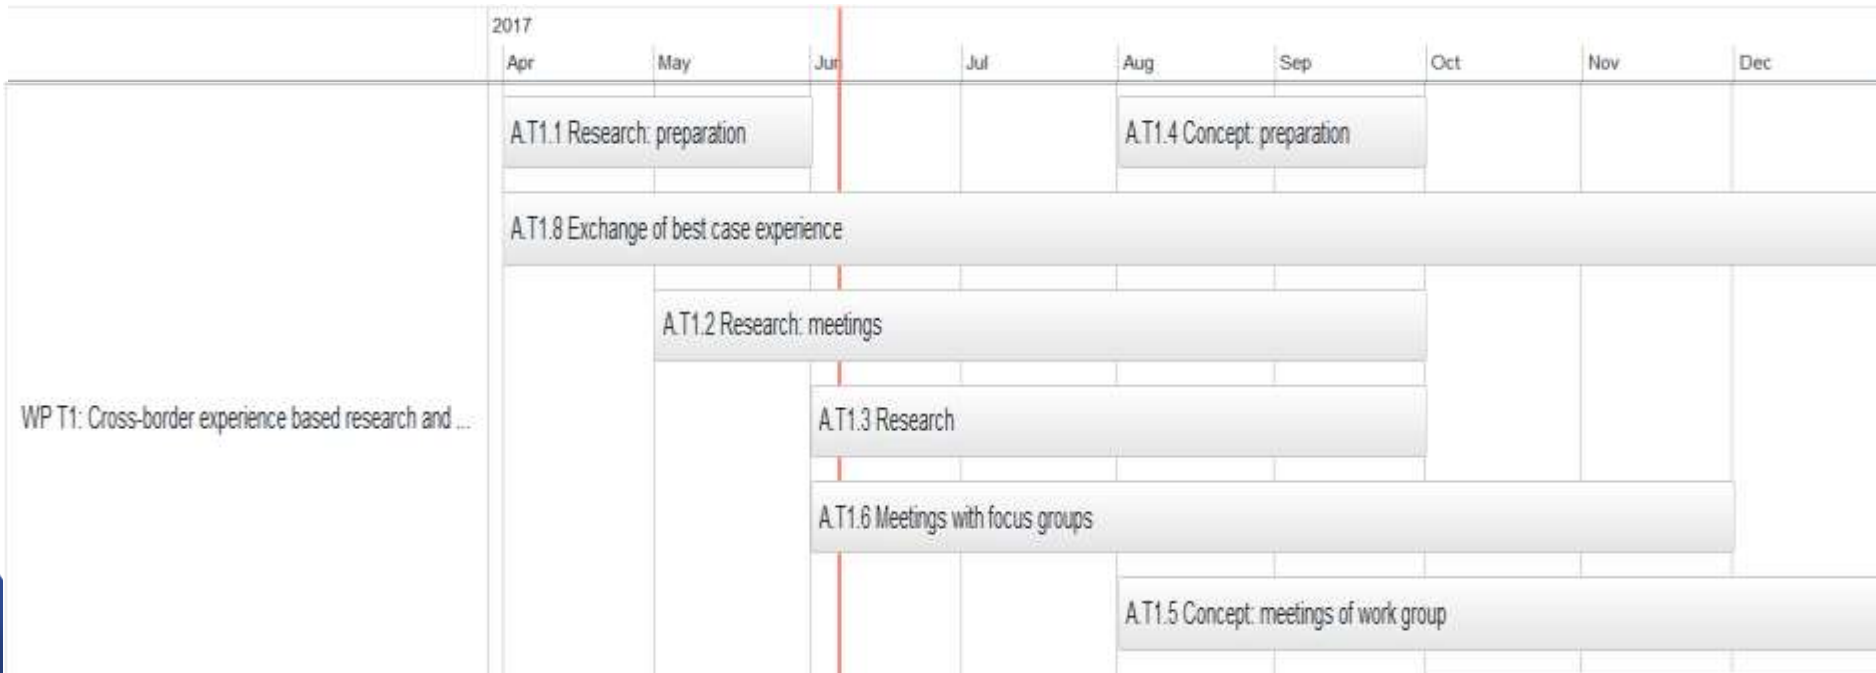 2017
Apr May Jun Jul Aug Sep Oct Nov Dec
A.T1.1 Research: preparation
A.T1.4 Concept: preparation
A.T1.8 Exchange of best case experience
A.T1.2 Research: meetings
WP T1: Cross-border experience based research and ...
A.T1.3 Research
A.T1.6 Meetings with focus groups
A.T1.5 Concept: meetings of work group